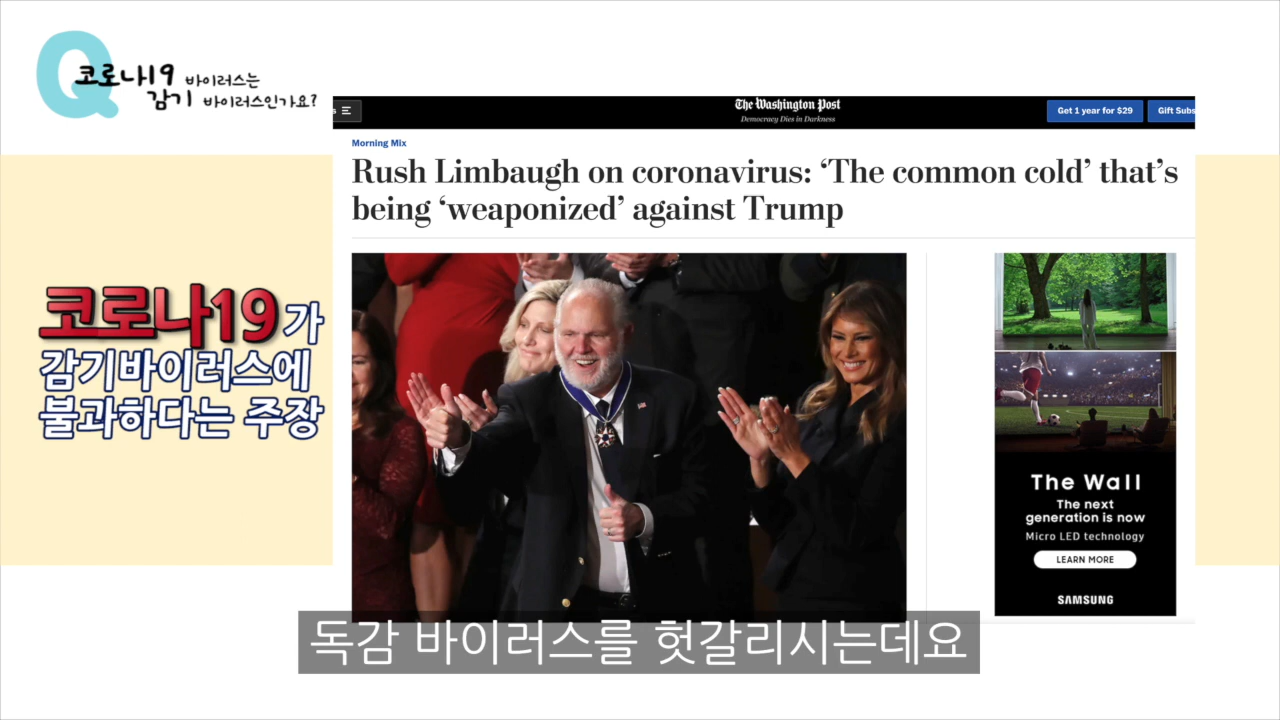 Q 코로나19 바이러스는
감기 바이러스인가요?
s
The Washington Post
Democracy Dies in Darkness
Get 1 year for $29
Gift Subs
Morning Mix
Rush Limbaugh on coronavirus: ‘The common cold’ that’s
being ‘weaponized’ against Trump
코로나19가
감기바이러스에
불과하다는 주장
The Wall
The next
generation is now
Micro LED technology
LEARN MORE
SAMSUNG
독감 바이러스를 헷갈리시는데요